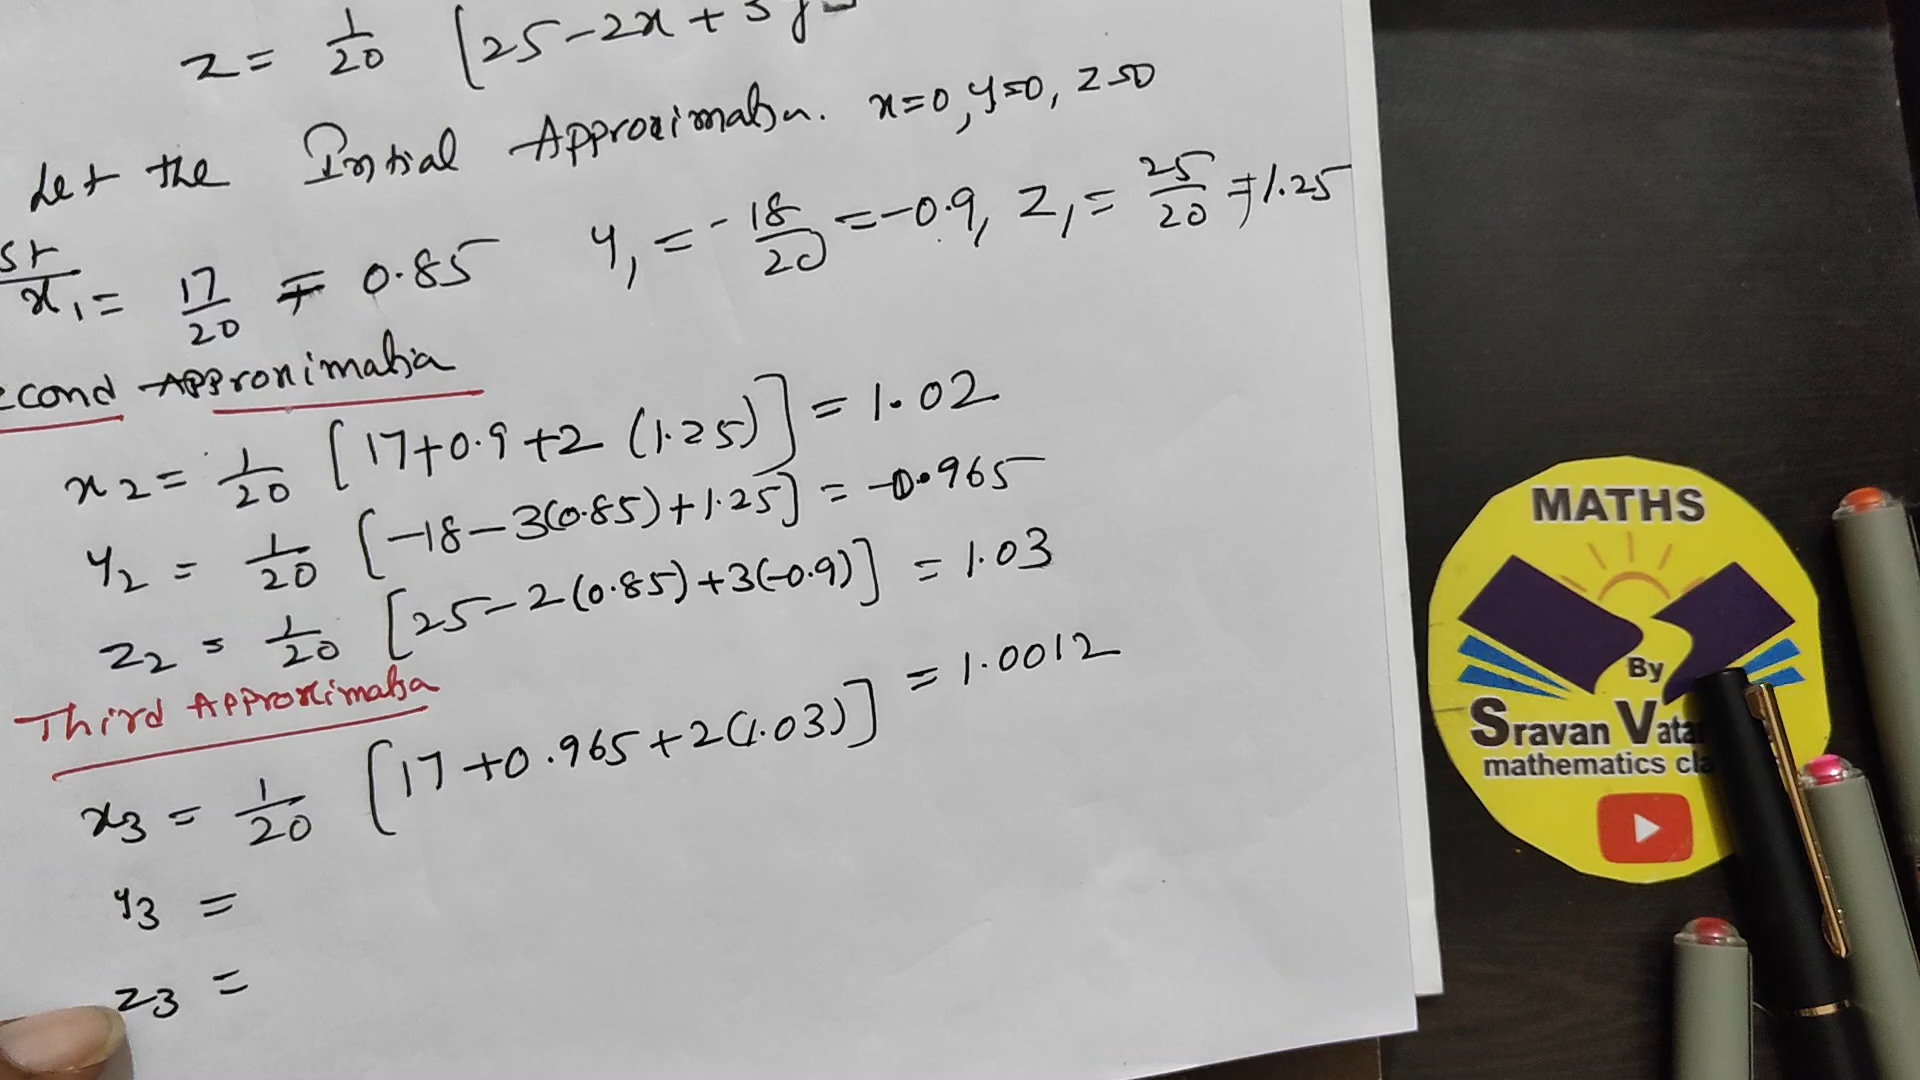 z = 1/20 [25-2x+3y]
Let the Initial Approximation. x=0, y=0, z=0
x₁ = 17/20 = 0.85 y₁ = -18/20 = -0.9, z₁ = 25/20 = 1.25
Second Approximation
x₂ = 1/20 [17+0.9+2(1.25)] = 1.02
y₂ = 1/20 [-18-3(0.85)+1.25] = -0.965
z₂ = 1/20 [25-2(0.85)+3(-0.9)] = 1.03
Third Approximation
x₃ = 1/20 [17+0.965+2(1.03)] = 1.0012
y₃ =
z₃ =
MATHS
By
Sravan
mathematics